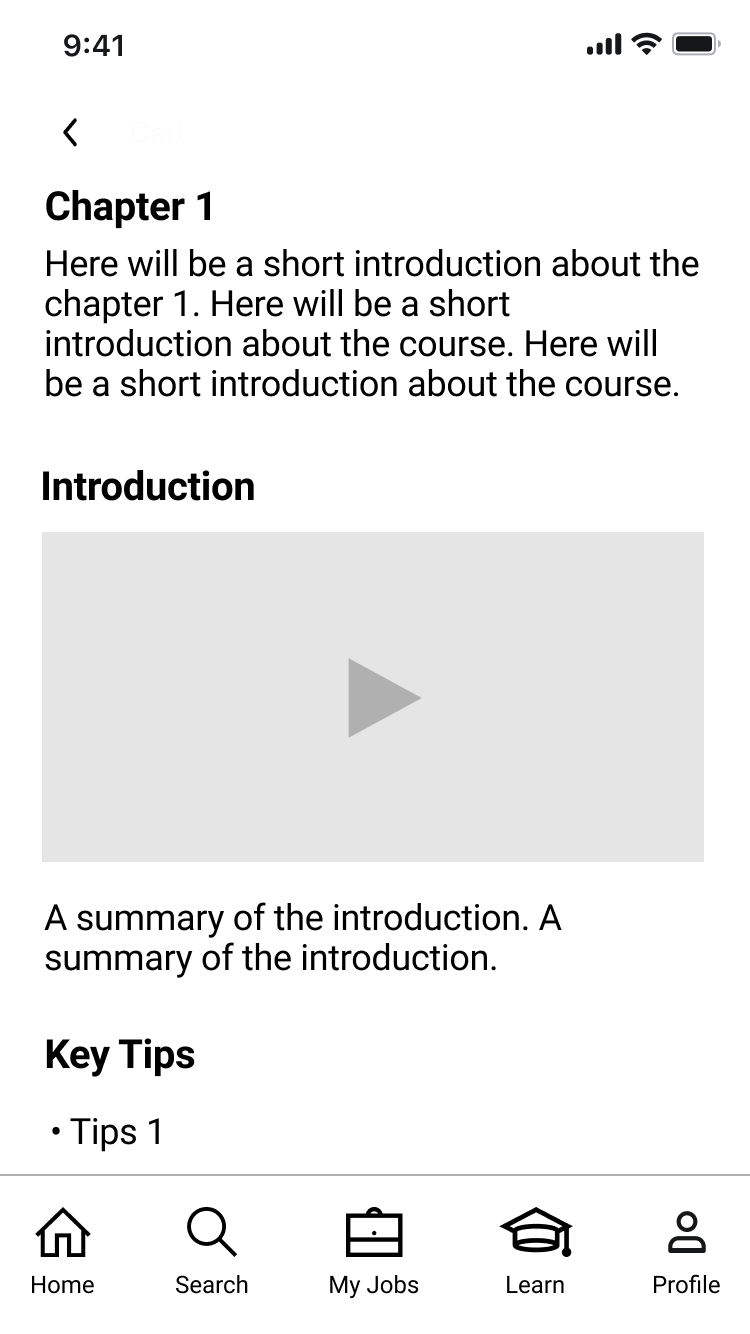 9:41
Cart
Chapter 1
Here will be a short introduction about the
chapter 1. Here will be a short
introduction about the course. Here will
be a short introduction about the course.
Introduction
A summary of the introduction. A
summary of the introduction.
Key Tips
• Tips 1
Home Search My Jobs Learn Profile